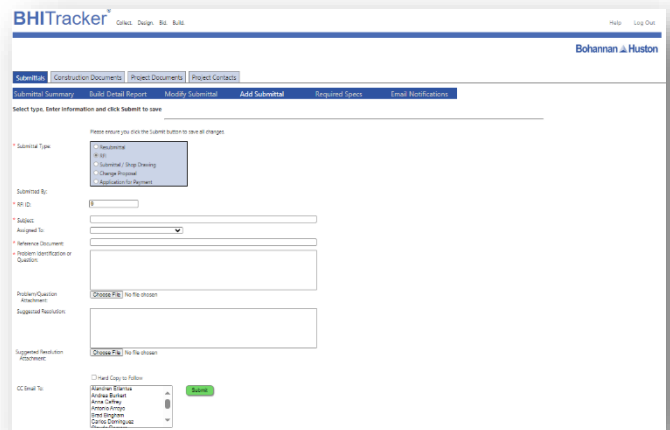 BHITracker Collect. Design. Bid. Build.
Help Log Out
Bohannan Huston
Submittals Construction Documents Project Documents Project Contacts
Submittal Summary Build Detail Report Modify Submittal Add Submittal Required Specs Email Notifications
Select type, Enter Information and click Submit to save
Please ensure you click the Submit button to save all changes.
* Submittal Type:
Resubmittal
RFI
Submittal / Shop Drawing
Change Proposal
Application for Payment
Submitted By:
* RFI ID: 9
* Subject:
Assigned To:
* Reference Document:
* Problem Identification or
Question:
Problem/Question
Attachment:
Choose File No file chosen
Suggested Resolution:
Suggested Resolution
Attachment:
Choose File No file chosen
Hard Copy to Follow
CC Email To:
Andrea Burkert
Anna Caffrey
Antonio Arroyo
Brad Bingham
Carlos Dominguez
Submit